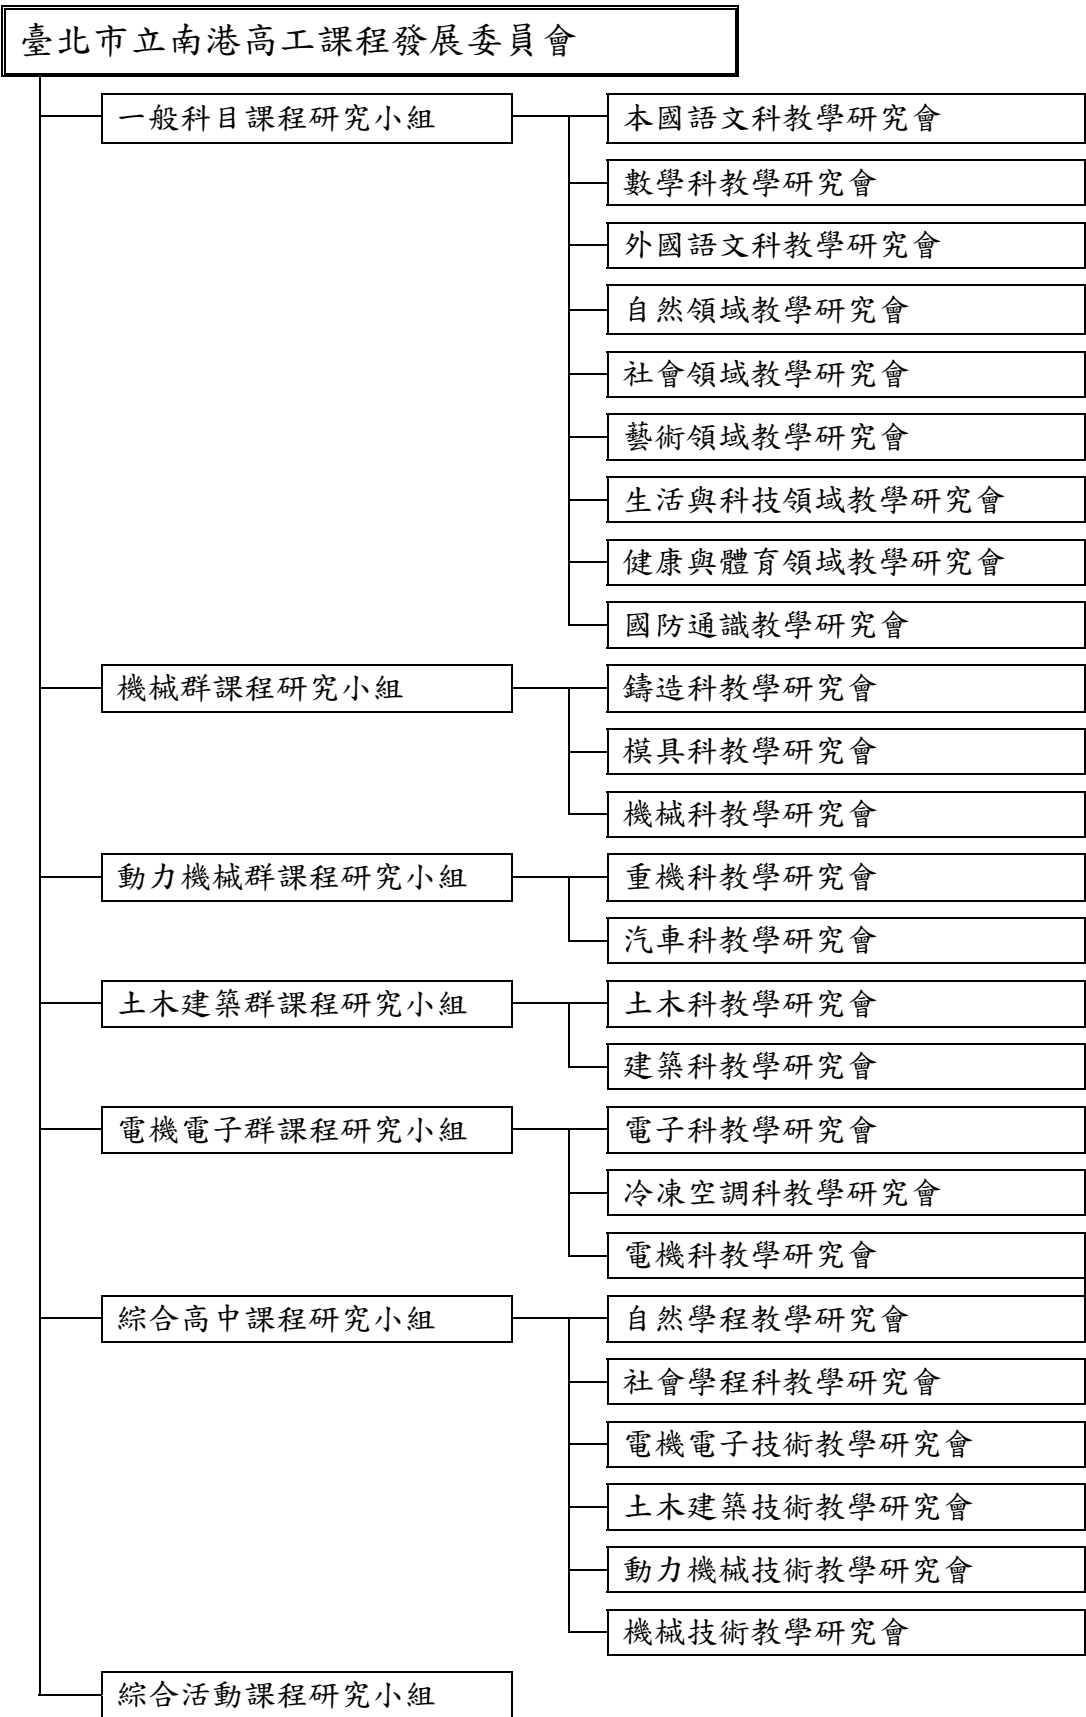 臺北市立南港高工課程發展委員會
一般科目課程研究小組
本國語文科教學研究會
數學科教學研究會
外國語文科教學研究會
自然領域教學研究會
社會領域教學研究會
藝術領域教學研究會
生活與科技領域教學研究會
健康與體育領域教學研究會
國防通識教學研究會
機械群課程研究小組
鑄造科教學研究會
模具科教學研究會
機械科教學研究會
動力機械群課程研究小組
重機科教學研究會
汽車科教學研究會
土木建築群課程研究小組
土木科教學研究會
建築科教學研究會
電機電子群課程研究小組
電子科教學研究會
冷凍空調科教學研究會
電機科教學研究會
綜合高中課程研究小組
自然學程教學研究會
社會學程科教學研究會
電機電子技術教學研究會
土木建築技術教學研究會
動力機械技術教學研究會
機械技術教學研究會
綜合活動課程研究小組